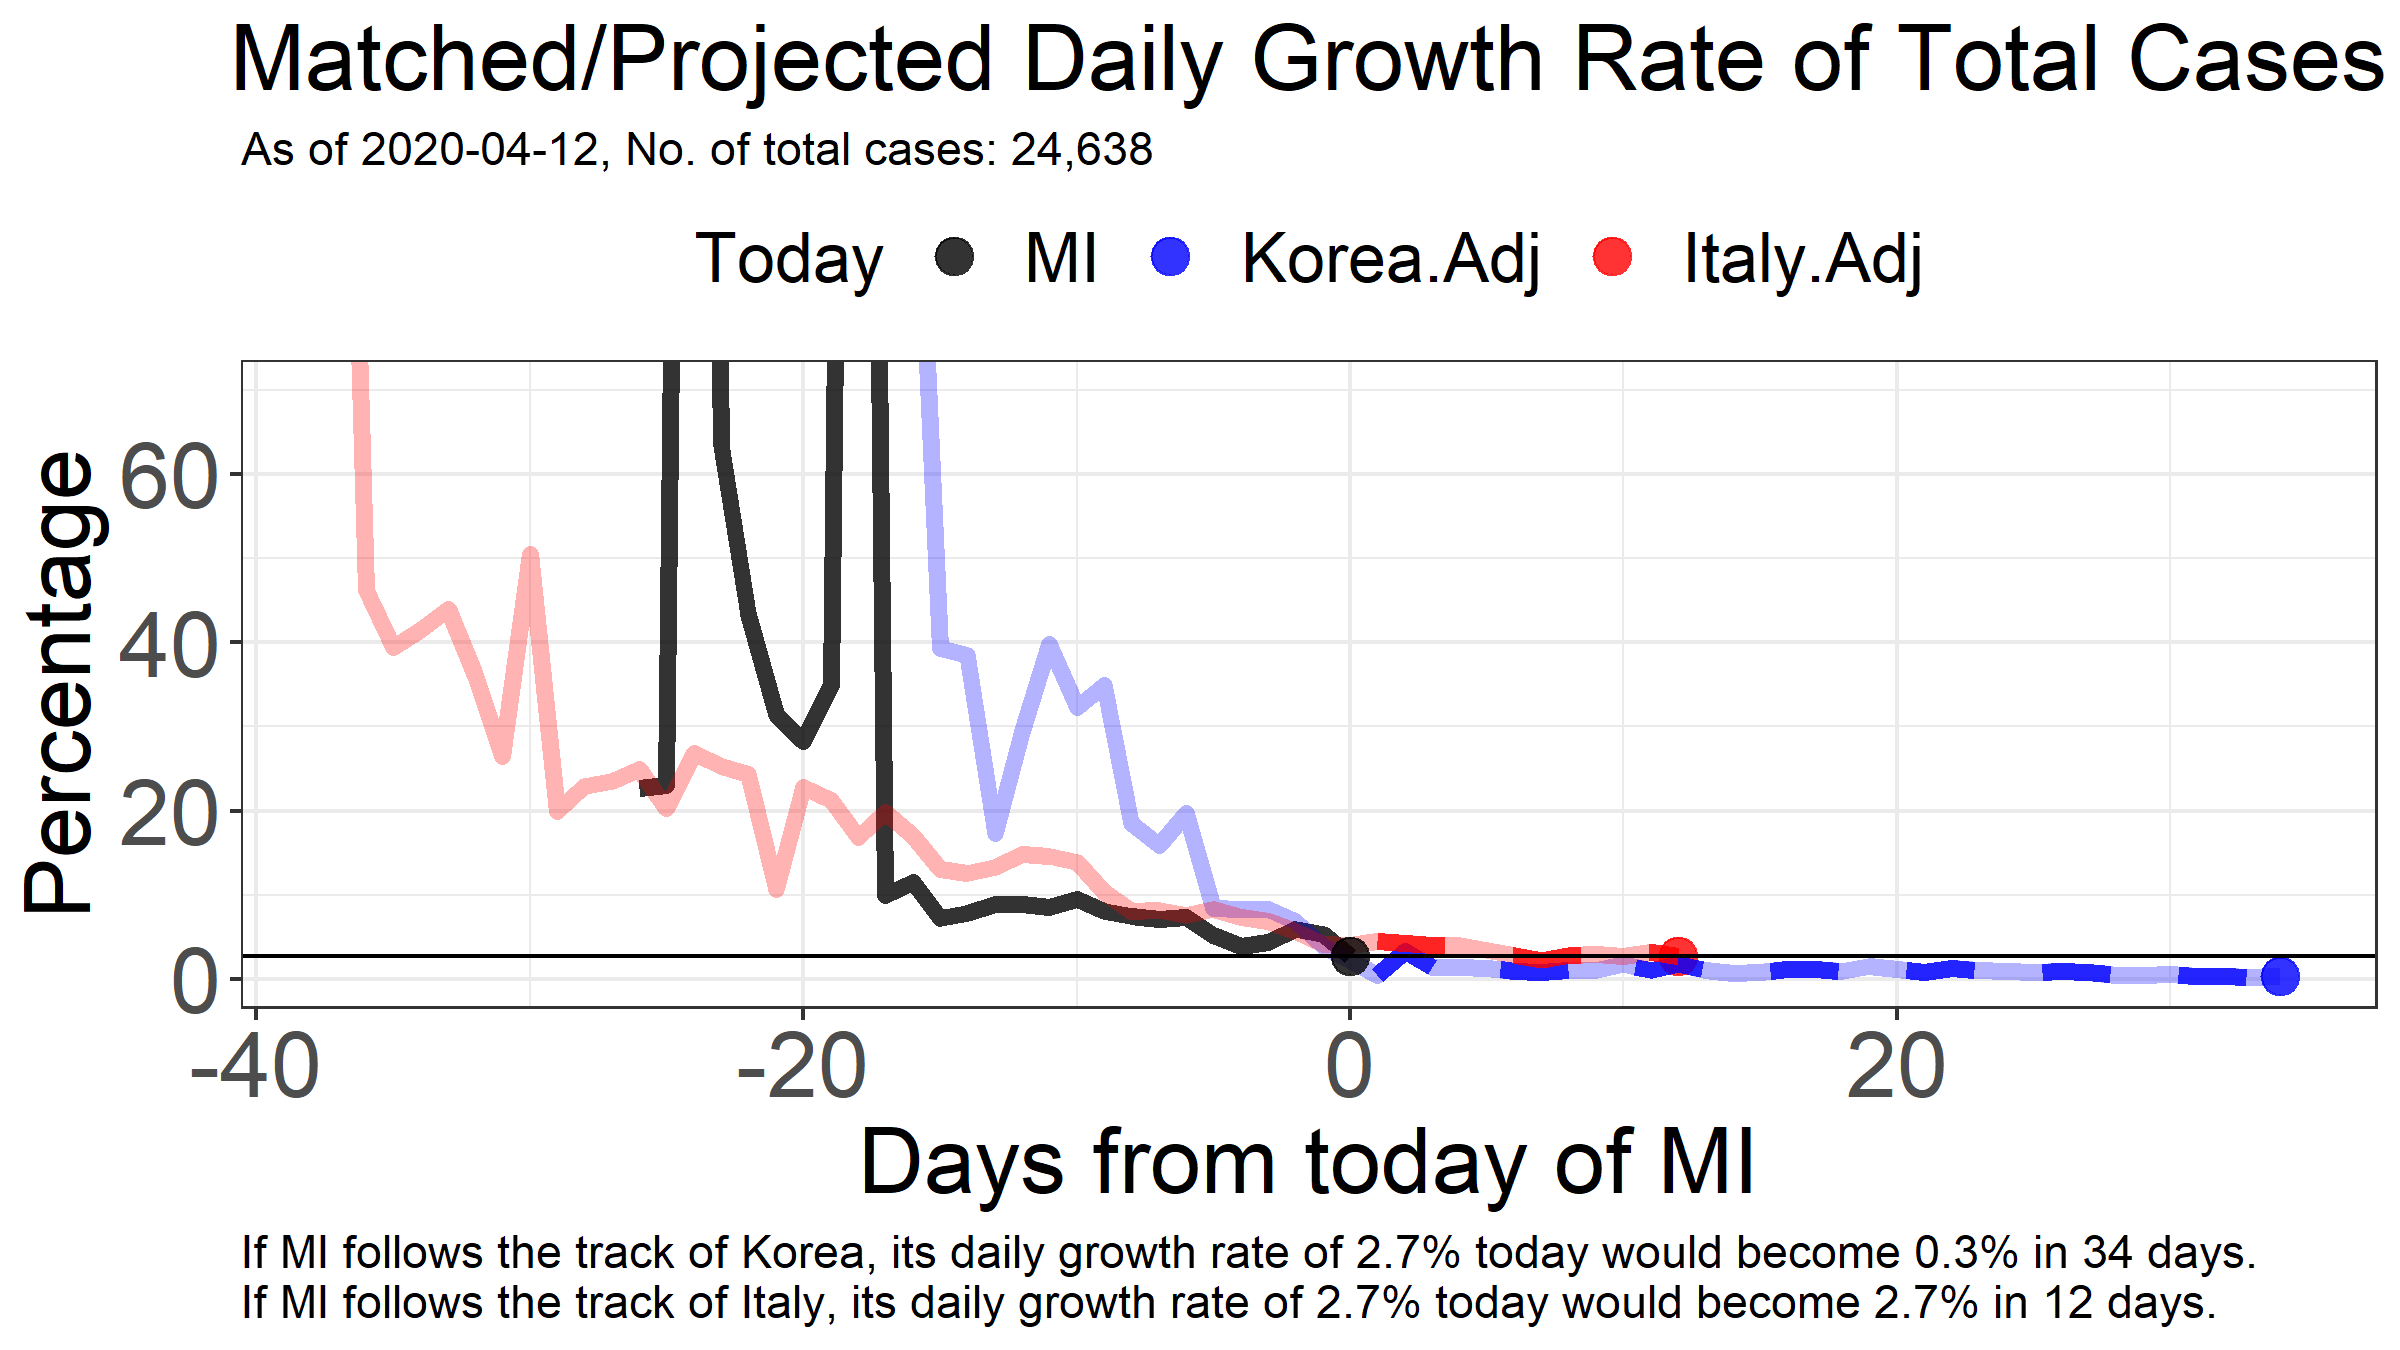 Matched/Projected Daily Growth Rate of Total Cases
As of 2020-04-12, No. of total cases: 24,638
Today MI Korea.Adj Italy.Adj
Percentage
60
40
20
0
-40 -20 0 20
Days from today of MI
If MI follows the track of Korea, its daily growth rate of 2.7% today would become 0.3% in 34 days.
If MI follows the track of Italy, its daily growth rate of 2.7% today would become 2.7% in 12 days.